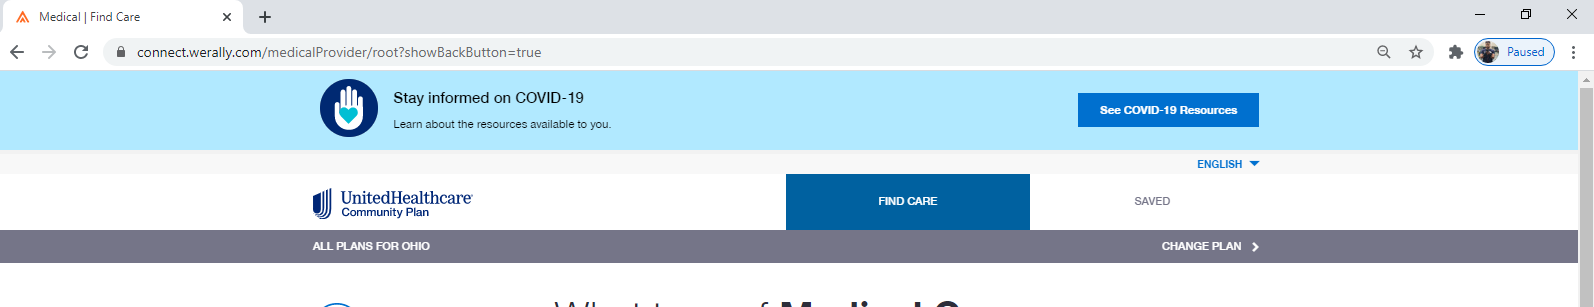 Medical | Find Care
connect.werally.com/medicalProvider/root?showBackButton=true
Paused
Stay informed on COVID-19
Learn about the resources available to you.
See COVID-19 Resources
ENGLISH
UnitedHealthcare
Community Plan
FIND CARE
SAVED
ALL PLANS FOR OHIO
CHANGE PLAN